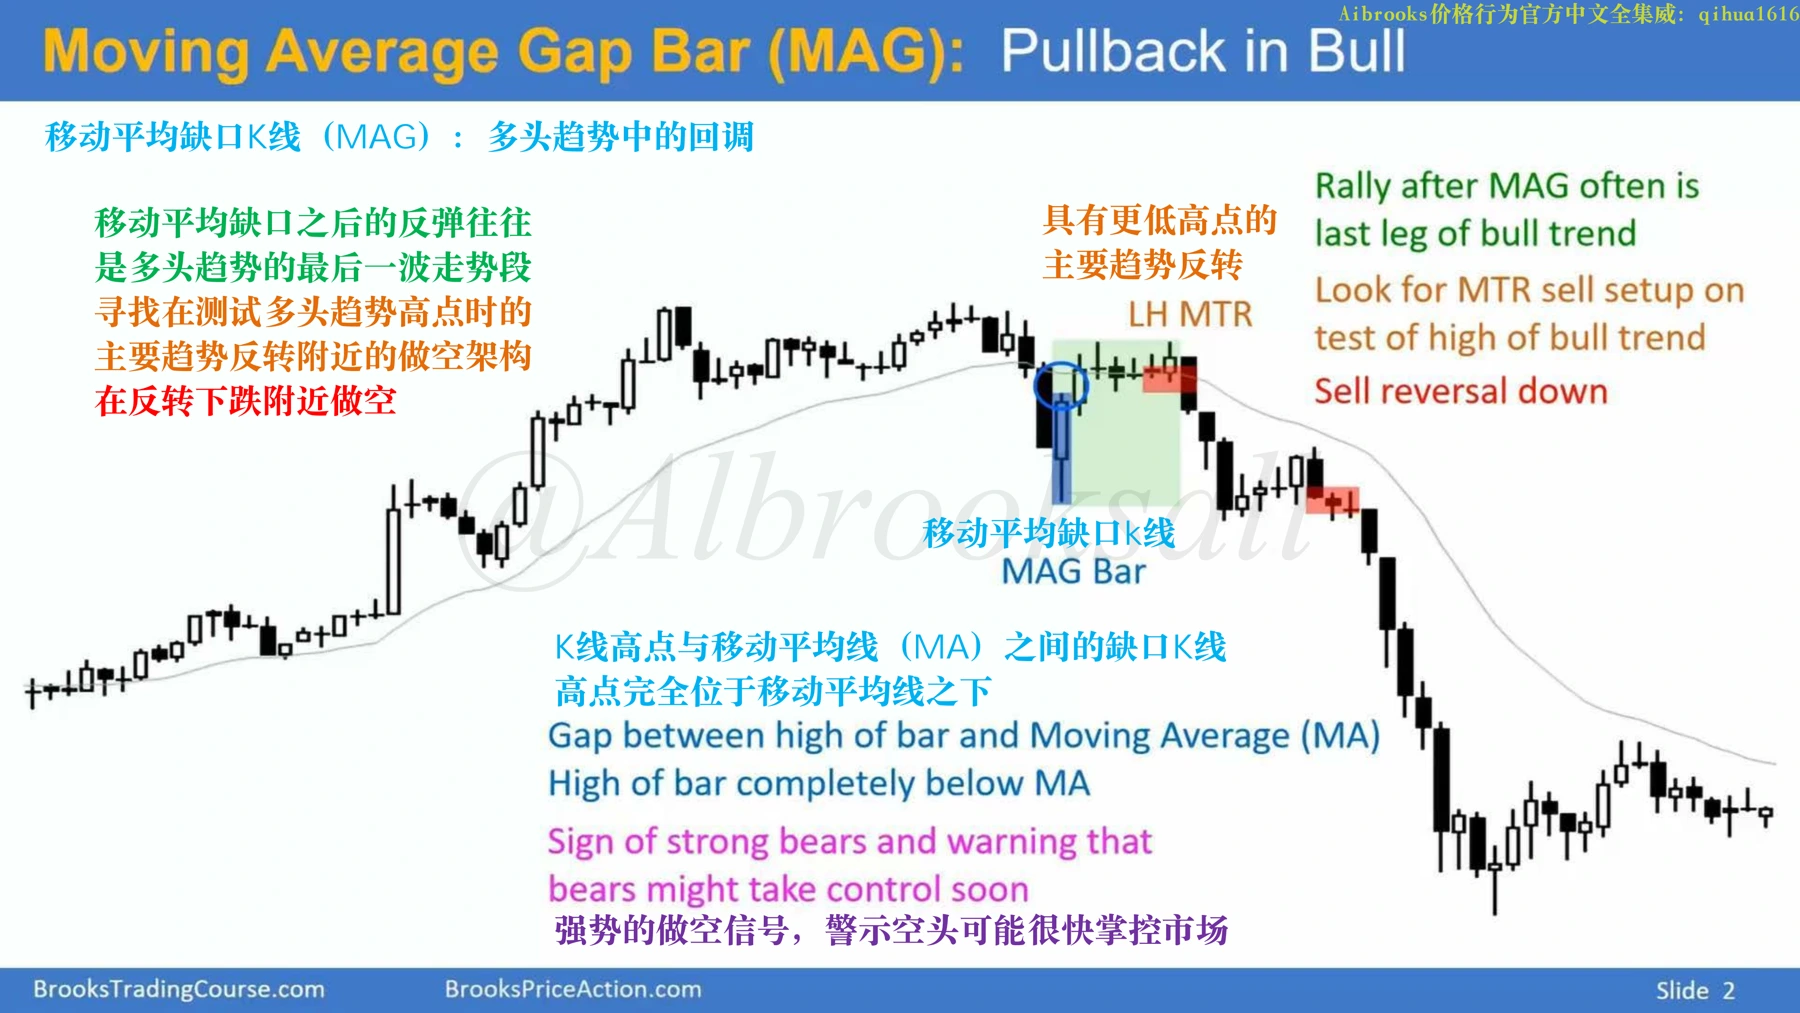 Aibrooks价格行为官方中文全集威：qihua1616
Moving Average Gap Bar (MAG): Pullback in Bull
移动平均缺口K线（MAG）：多头趋势中的回调
移动平均缺口之后的反弹往往
是多头趋势的最后一波走势段
寻找在测试多头趋势高点时的
主要趋势反转附近的做空架构
在反转下跌附近做空
具有更低高点的
主要趋势反转
LH MTR
Rally after MAG often is
last leg of bull trend
Look for MTR sell setup on
test of high of bull trend
Sell reversal down
@Albrooksall
移动平均缺口k线
MAG Bar
K线高点与移动平均线（MA）之间的缺口K线
高点完全位于移动平均线之下
Gap between high of bar and Moving Average (MA)
High of bar completely below MA
Sign of strong bears and warning that
bears might take control soon
强势的做空信号，警示空头可能很快掌控市场
BrooksTradingCourse.com
BrooksPriceAction.com
Slide 2